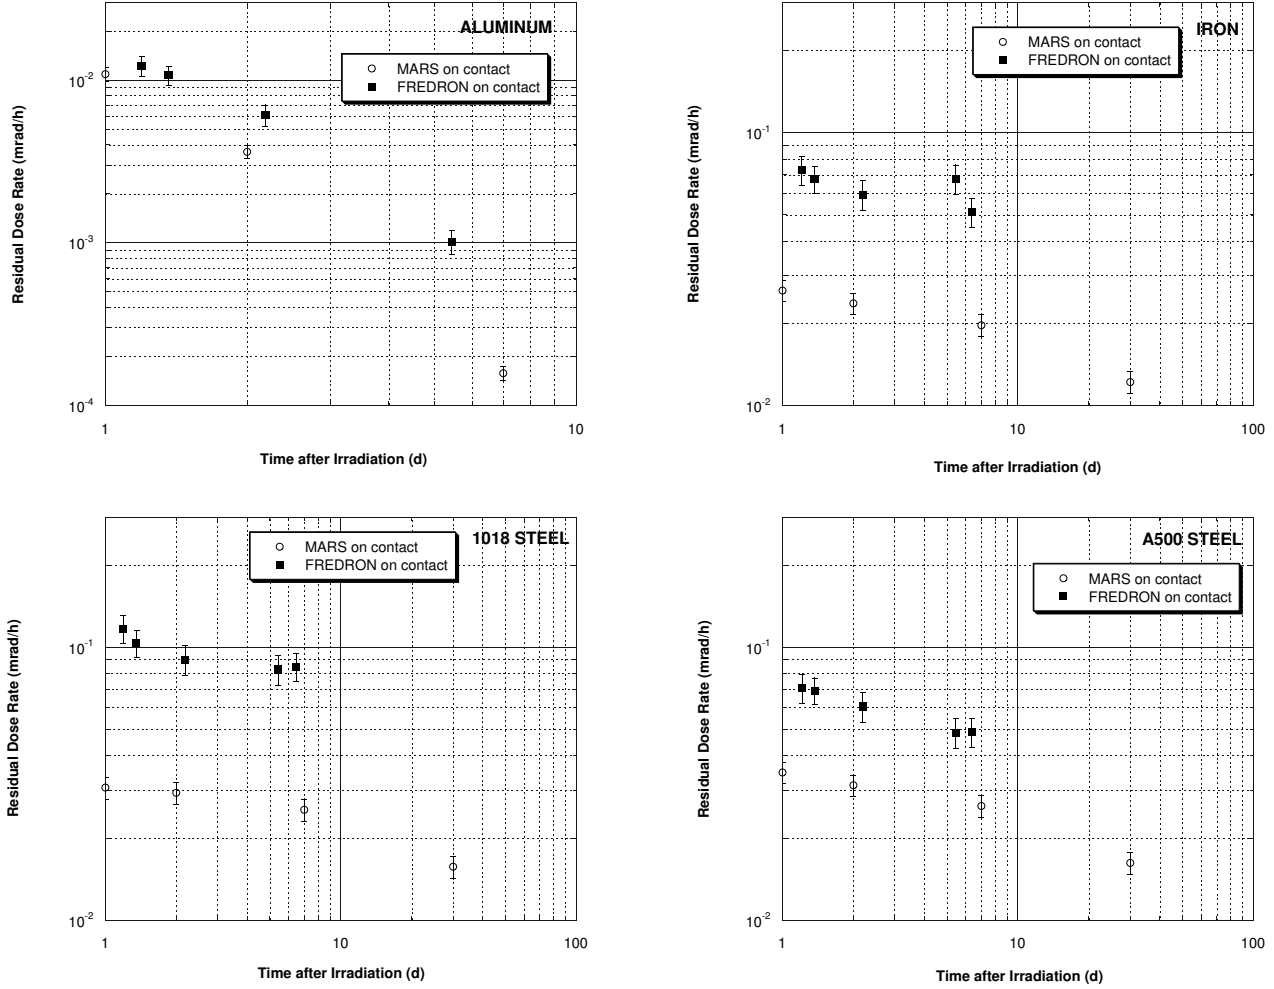 ALUMINUM
MARS on contact
FREDRON on contact
10-2
10-3
10-4
1
10
Residual Dose Rate (mrad/h)
Time after Irradiation (d)
IRON
MARS on contact
FREDRON on contact
10-1
10-2
1
10
100
Residual Dose Rate (mrad/h)
Time after Irradiation (d)
1018 STEEL
MARS on contact
FREDRON on contact
10-1
10-2
1
10
100
Residual Dose Rate (mrad/h)
Time after Irradiation (d)
A500 STEEL
MARS on contact
FREDRON on contact
10-1
10-2
1
10
100
Residual Dose Rate (mrad/h)
Time after Irradiation (d)